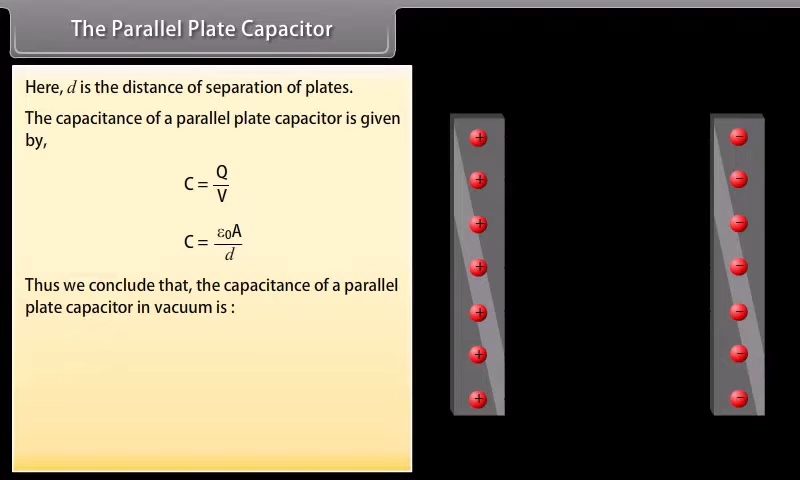 The Parallel Plate Capacitor
Here, d is the distance of separation of plates.
The capacitance of a parallel plate capacitor is given
by,
C = Q/V
C = ε₀A/d
Thus we conclude that, the capacitance of a parallel
plate capacitor in vacuum is :
+ −
+ −
+ −
+ −
+ −
+ −
+ −